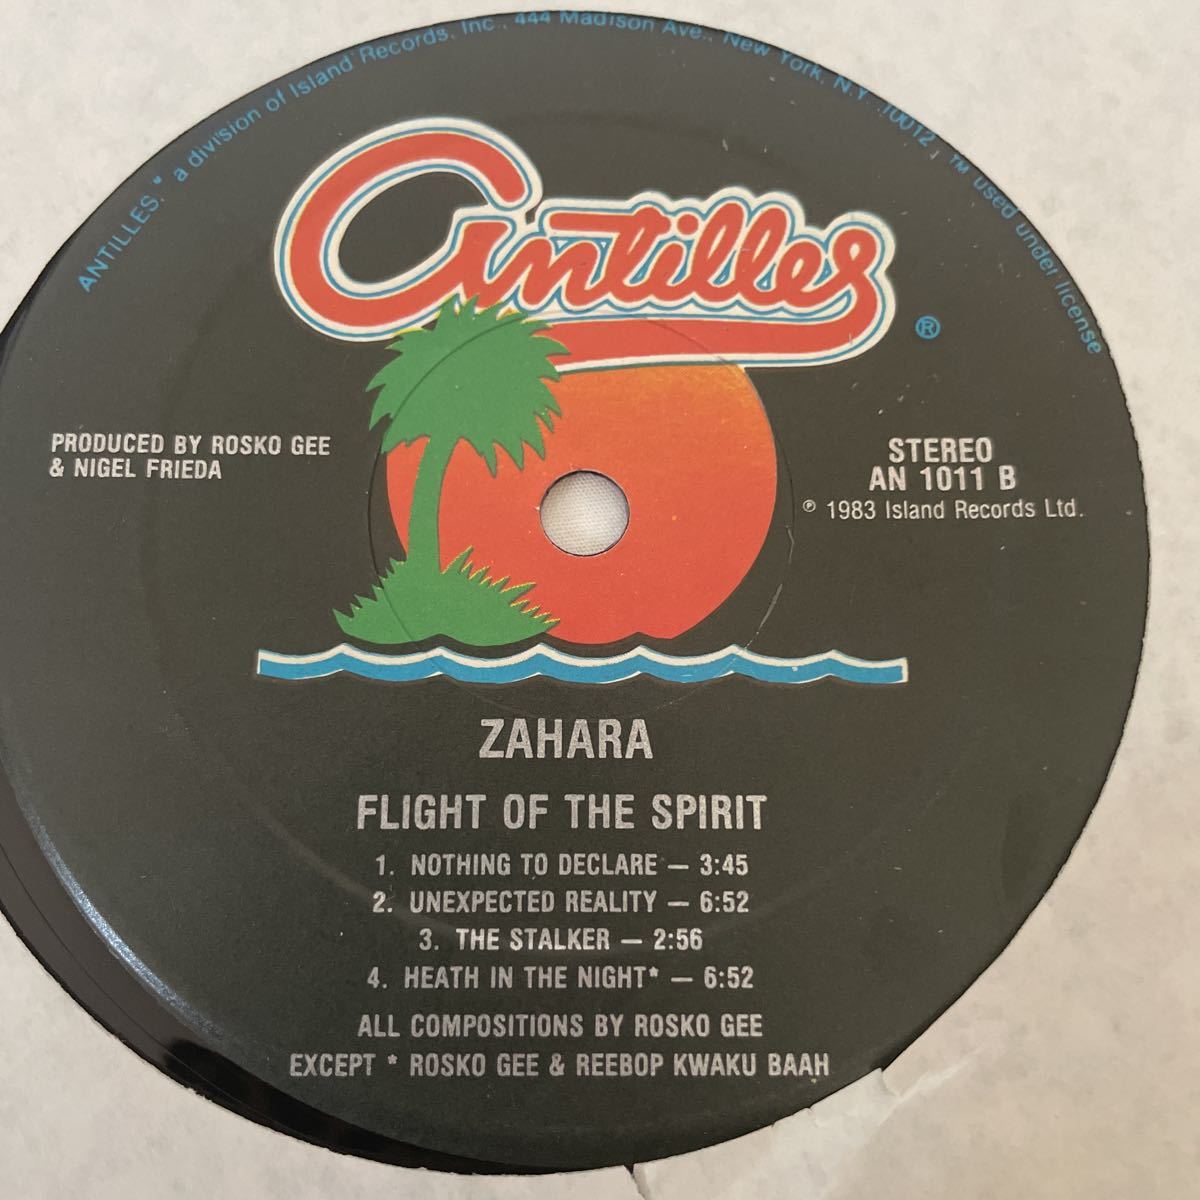 ANTILLES.* a division of Island Records, Inc., 444 Madison Ave., New York, N.Y. 10012, ™ used under license
Antilles ®
PRODUCED BY ROSKO GEE
& NIGEL FRIEDA
STEREO
AN 1011 B
℗ 1983 Island Records Ltd.
ZAHARA
FLIGHT OF THE SPIRIT
1. NOTHING TO DECLARE — 3:45
2. UNEXPECTED REALITY — 6:52
3. THE STALKER — 2:56
4. HEATH IN THE NIGHT* — 6:52
ALL COMPOSITIONS BY ROSKO GEE
EXCEPT * ROSKO GEE & REEBOP KWAKU BAAH